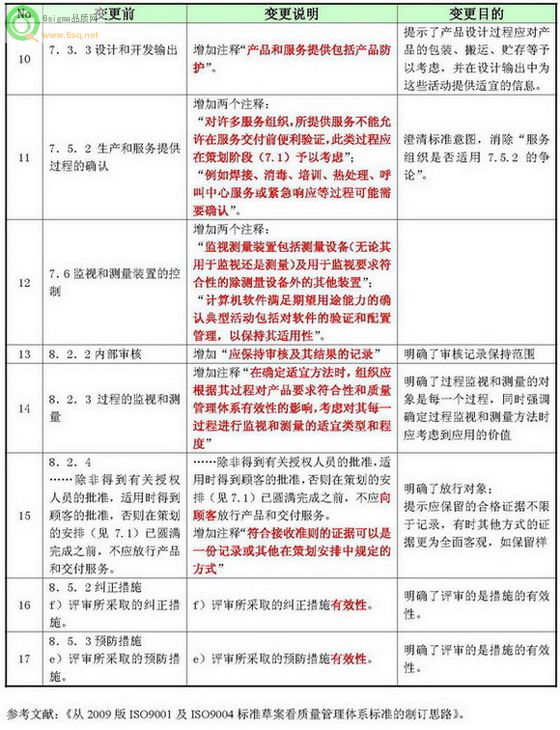 No 变更前 变更说明 变更目的
6sigma品质网
www.6sq.net
10
7.3.3设计和开发输出
增加注释“产品和服务提供包括产品防
护”。
提示了产品设计过程应对产
品的包装、搬运、贮存等予
以考虑，并在设计输出中为
这些活动提供适宜的信息。
11
7.5.2 生产和服务提供
过程的确认
增加两个注释：
“对许多服务组织，所提供服务不能允
许在服务交付前便利验证，此类过程应
在策划阶段（7.1）予以考虑”；
“例如焊接、消毒、培训、热处理、呼
叫中心服务或紧急响应等过程可能需
要确认”。
澄清标准意图，消除“服务
组织是否适用 7.5.2 的争
论”。
12
7.6 监视和测量装置的控
制
增加两个注释：
“监视测量装置包括测量设备（无论其
用于监视还是测量）及用于监视要求符
合性的除测量设备外的其他装置”；
“计算机软件满足期望用途能力的确
认典型活动包括对软件的验证和配置
管理，以保持其适用性”。
13
8.2.2 内部审核
增加“应保持审核及其结果的记录”
明确了审核记录保持范围
14
8.2.3 过程的监视和测
量
增加注释“在确定适宜方法时，组织应
根据其过程对产品要求符合性和质量
管理体系有效性的影响，考虑对其每一
过程进行监视和测量的适宜类型和程
度”
明确了过程监视和测量的对
象是每一个过程，同时强调
确定过程监视和测量方法时
应考虑到应用的价值
15
8.2.4
……除非得到有关授权
人员的批准，适用时得到
顾客的批准，否则在策划
的安排（见 7.1）已圆满
完成之前，不应放行产品
和交付服务。
……除非得到有关授权人员的批准，适
用时得到顾客的批准，否则在策划的安
排（见 7.1）已圆满完成之前，不应向
顾客放行产品和交付服务。
增加注释“符合接收准则的证据可以是
一份记录或其他在策划安排中规定的
方式”
明确了放行对象；
提示应保留的合格证据不限
于记录，有时其他方式的证
据更为全面客观，如保留样
16
8.5.2 纠正措施
f）评审所采取的纠正措
施。
f）评审所采取的纠正措施有效性。
明确了评审的是措施的有效
性。
17
8.5.3 预防措施
e）评审所采取的预防措
施。
e）评审所采取的预防措施有效性。
明确了评审的是措施的有效
性。
参考文献：《从 2009 版 ISO9001 及 ISO9004 标准草案看质量管理体系标准的制订思路》。